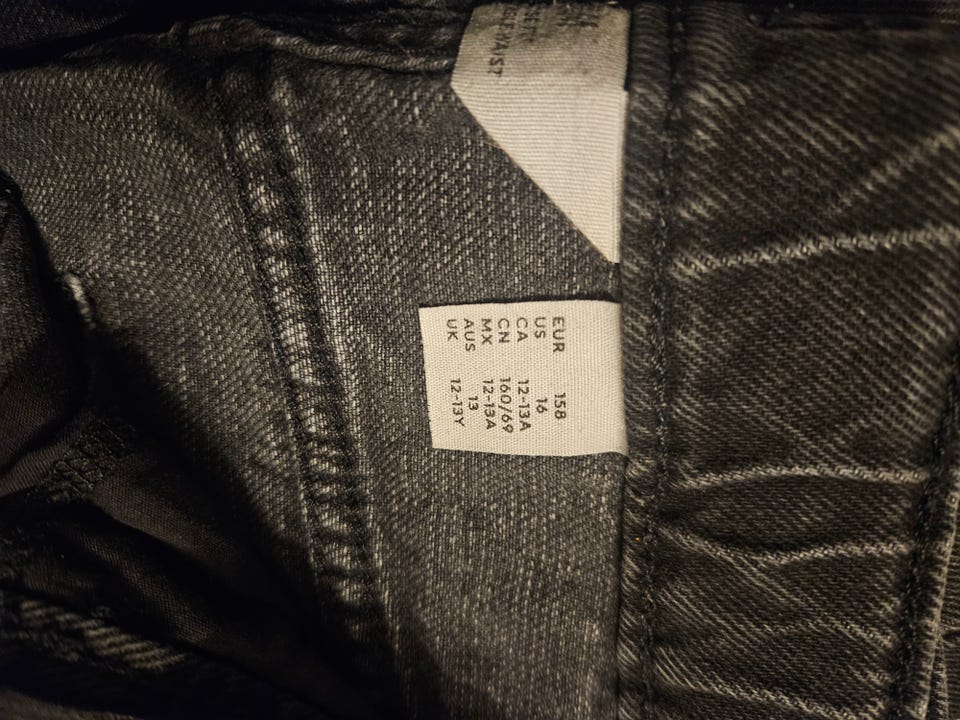 EUR 158
US 16
CA 12-13A
CN 160/69
MX 12-13A
AUS 13
UK 12-13Y